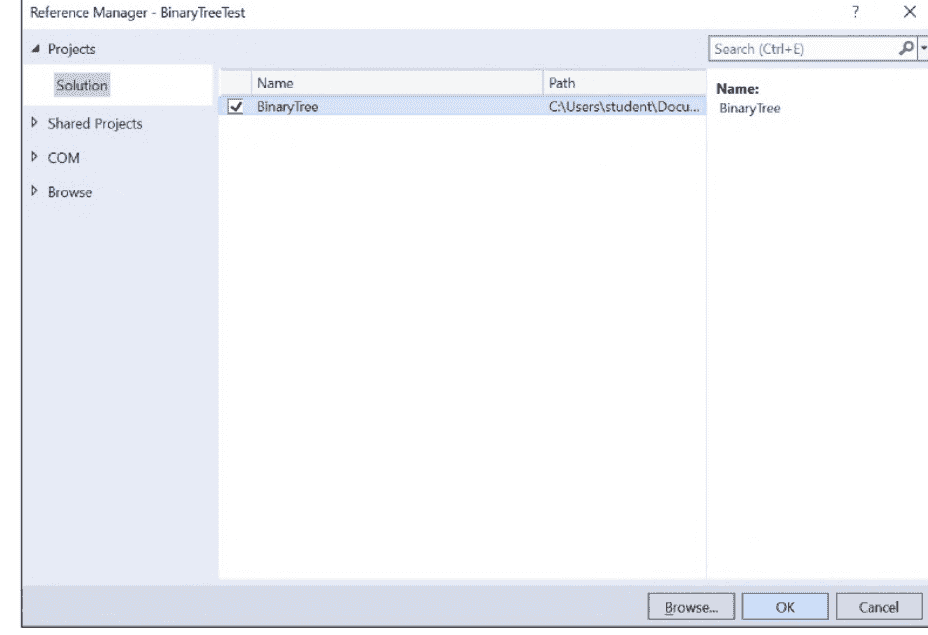 Reference Manager - BinaryTreeTest
?
Projects
Search (Ctrl+E)
Solution
Name
Path
Name:
BinaryTree
C:\Users\student\Docu...
BinaryTree
Shared Projects
COM
Browse
Browse...
OK
Cancel